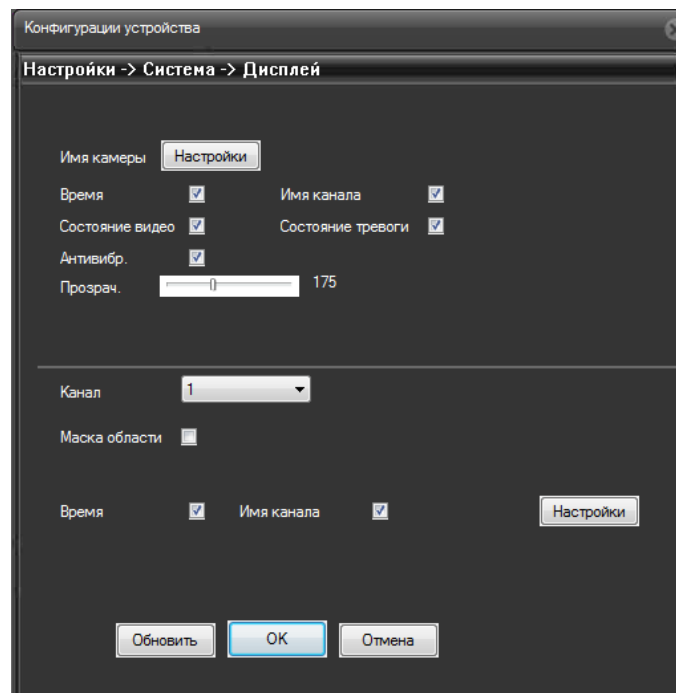 Конфигурации устройства
Настройки -> Система -> Дисплей
Имя камеры Настройки
Время Имя канала
Состояние видео Состояние тревоги
Антивибр.
Прозрач. 175
Канал 1
Маска области
Время Имя канала Настройки
Обновить OK Отмена